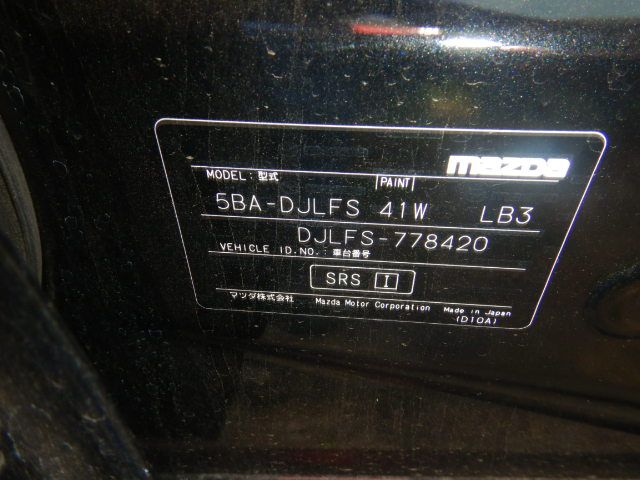 mazda
MODEL:型式 PAINT
5BA-DJLFS 41W LB3
DJLFS-778420
VEHICLE ID.NO.:車台番号
SRS I
マツダ株式会社 Mazda Motor Corporation Made in Japan
(D10A)